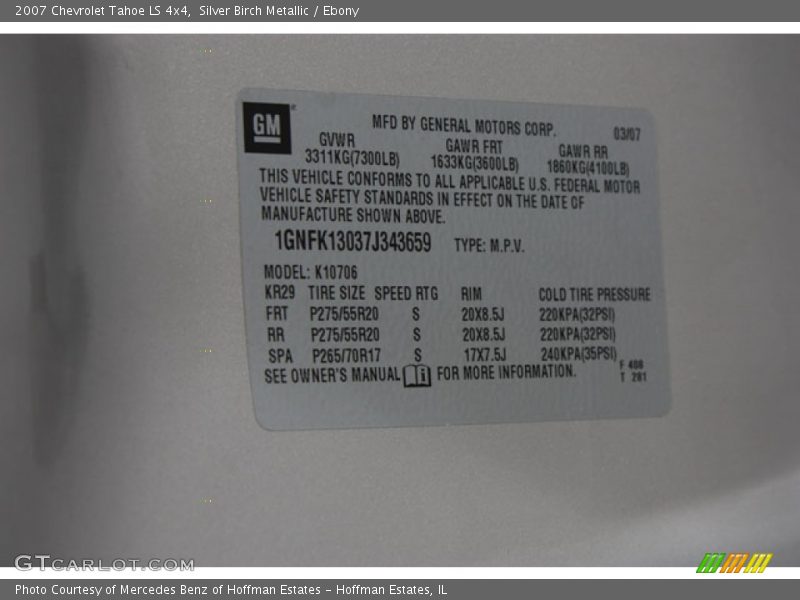 2007 Chevrolet Tahoe LS 4x4, Silver Birch Metallic / Ebony
GM
MFD BY GENERAL MOTORS CORP. 03/07
GVWR GAWR FRT GAWR RR
3311KG(7300LB) 1633KG(3600LB) 1860KG(4100LB)
THIS VEHICLE CONFORMS TO ALL APPLICABLE U.S. FEDERAL MOTOR
VEHICLE SAFETY STANDARDS IN EFFECT ON THE DATE OF
MANUFACTURE SHOWN ABOVE.
1GNFK13037J343659 TYPE: M.P.V.
MODEL: K10706
KR29 TIRE SIZE SPEED RTG RIM COLD TIRE PRESSURE
FRT P275/55R20 S 20X8.5J 220KPA(32PSI)
RR P275/55R20 S 20X8.5J 220KPA(32PSI)
SPA P265/70R17 S 17X7.5J 240KPA(35PSI)
SEE OWNER'S MANUAL i FOR MORE INFORMATION.
F 408
T 281
GTCARLOT.COM
Photo Courtesy of Mercedes Benz of Hoffman Estates - Hoffman Estates, IL